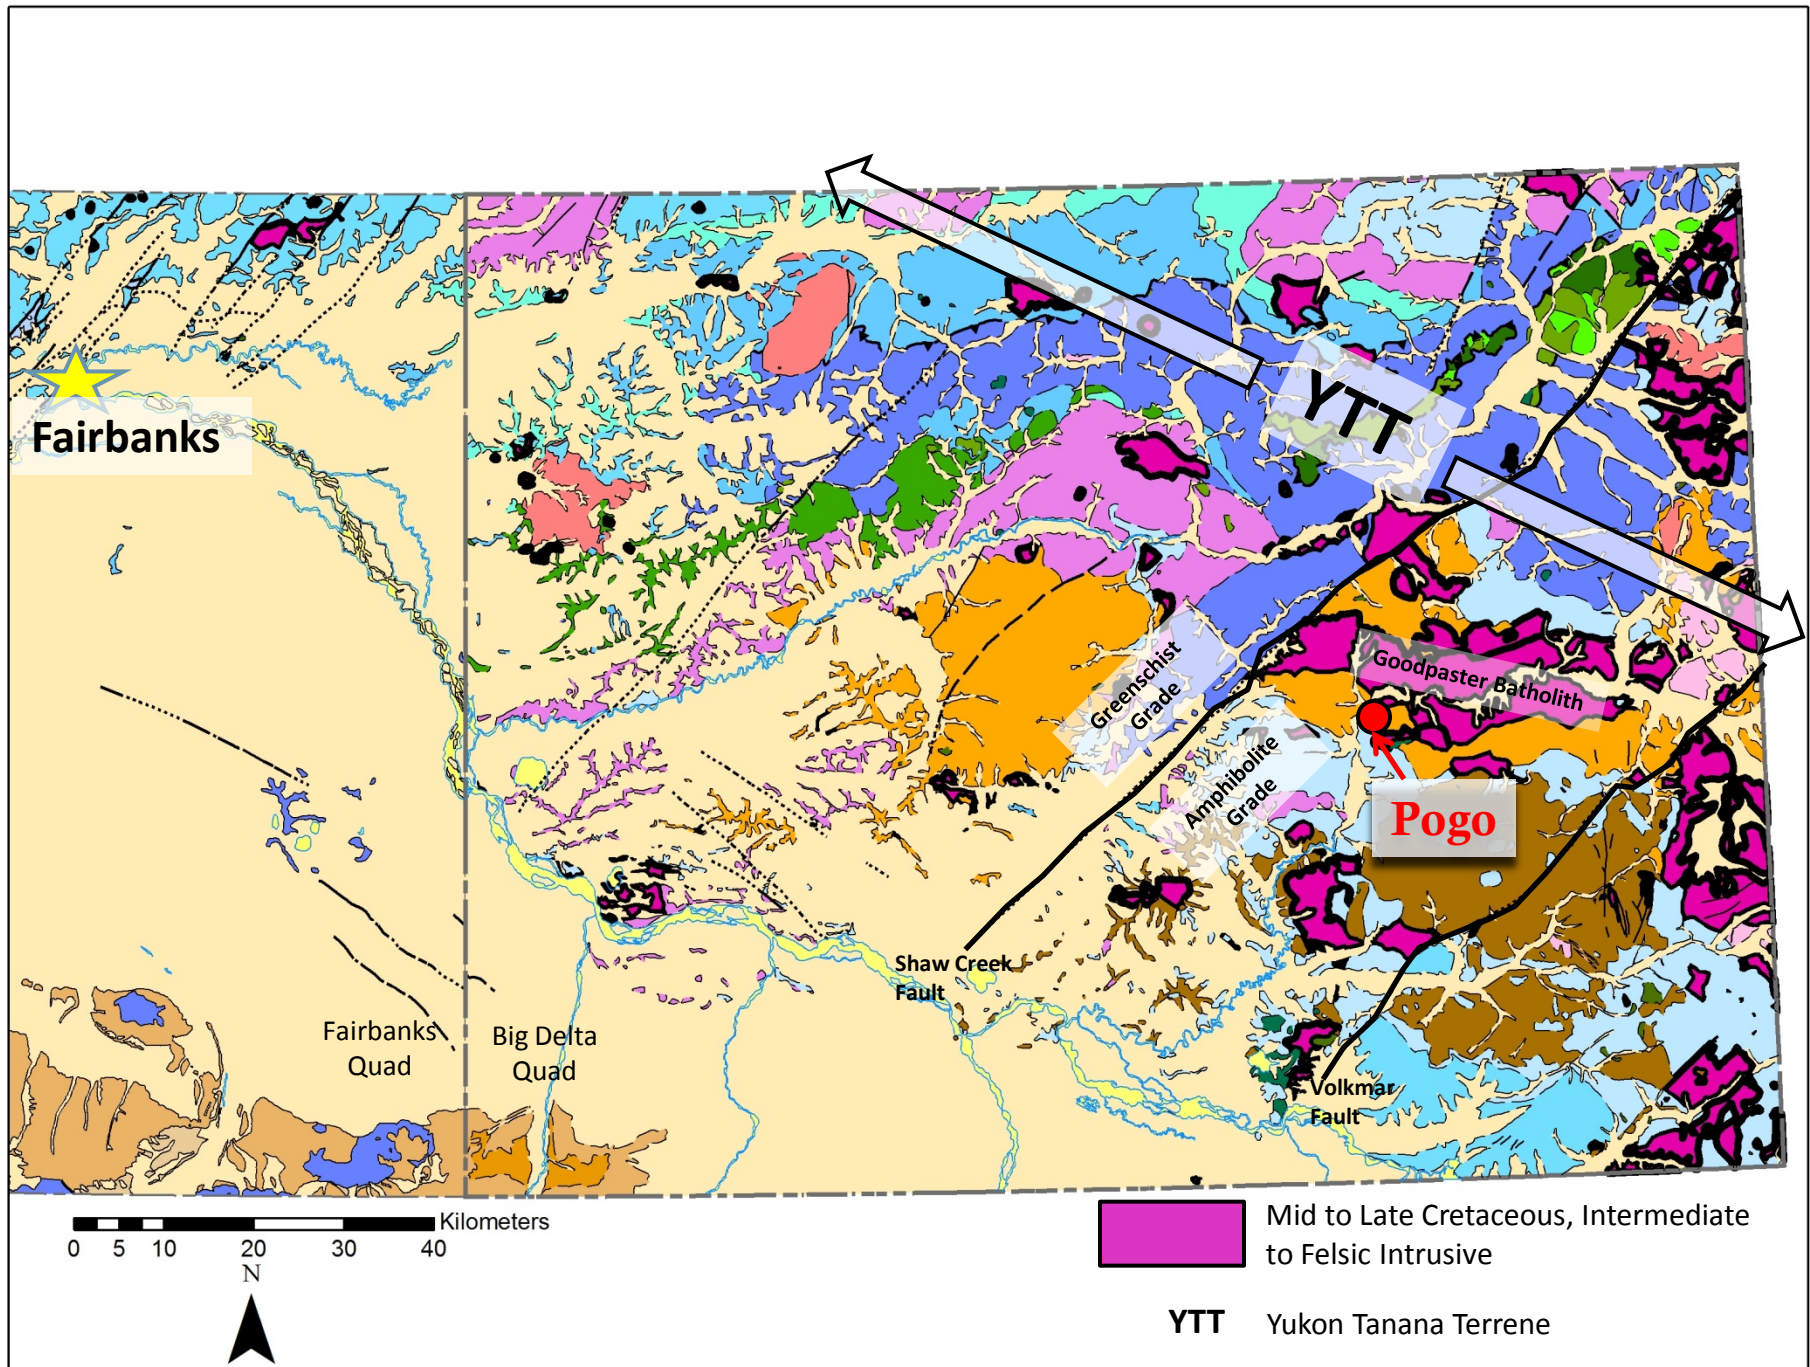 YTT
Fairbanks
Greenschist
Grade
Goodpaster Batholith
Amphibolite
Grade
Pogo
Shaw Creek
Fault
Fairbanks
Quad
Big Delta
Quad
Volkmar
Fault
Kilometers
0 5 10 20 30 40
N
Mid to Late Cretaceous, Intermediate
to Felsic Intrusive
YTT Yukon Tanana Terrene